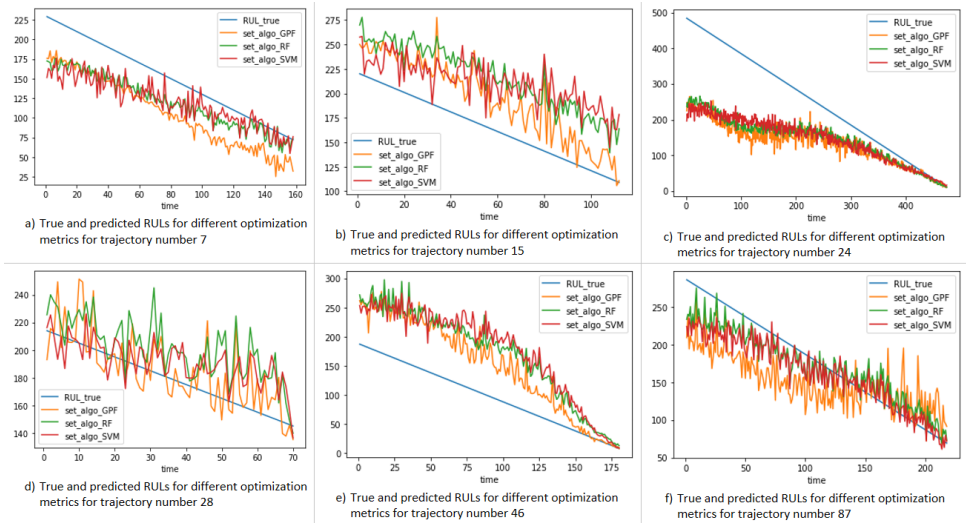 225
200
175
150
125
100
75
50
25
0
20
40
60
80
100
120
140
160
time
RUL_true
set_algo_GPF
set_algo_RF
set_algo_SVM
a) True and predicted RULs for different optimization
metrics for trajectory number 7
275
250
225
200
175
150
125
100
0
20
40
60
80
100
time
RUL_true
set_algo_GPF
set_algo_RF
set_algo_SVM
b) True and predicted RULs for different optimization
metrics for trajectory number 15
500
400
300
200
100
0
0
100
200
300
400
time
RUL_true
set_algo_GPF
set_algo_RF
set_algo_SVM
c) True and predicted RULs for different optimization
metrics for trajectory number 24
240
220
200
180
160
140
0
10
20
30
40
50
60
70
time
RUL_true
set_algo_GPF
set_algo_RF
set_algo_SVM
d) True and predicted RULs for different optimization
metrics for trajectory number 28
300
250
200
150
100
50
0
0
25
50
75
100
125
150
175
time
RUL_true
set_algo_GPF
set_algo_RF
set_algo_SVM
e) True and predicted RULs for different optimization
metrics for trajectory number 46
250
200
150
100
50
0
50
100
150
200
time
RUL_true
set_algo_GPF
set_algo_RF
set_algo_SVM
f) True and predicted RULs for different optimization
metrics for trajectory number 87